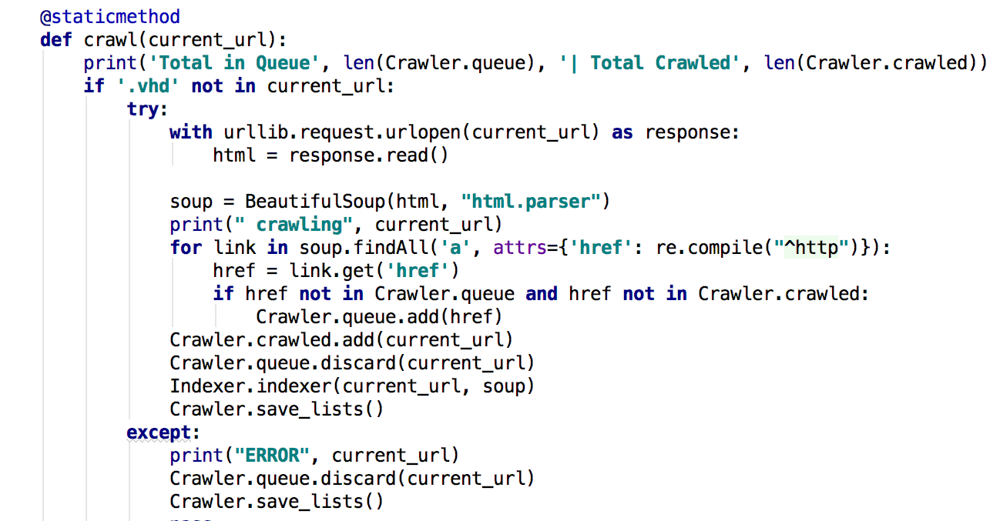 @staticmethod
def crawl(current_url):
print('Total in Queue', len(Crawler.queue), '| Total Crawled', len(Crawler.crawled))
if '.vhd' not in current_url:
try:
with urllib.request.urlopen(current_url) as response:
html = response.read()
soup = BeautifulSoup(html, "html.parser")
print(" crawling", current_url)
for link in soup.findAll('a', attrs={'href': re.compile("^http")}):
href = link.get('href')
if href not in Crawler.queue and href not in Crawler.crawled:
Crawler.queue.add(href)
Crawler.crawled.add(current_url)
Crawler.queue.discard(current_url)
Indexer.indexer(current_url, soup)
Crawler.save_lists()
except:
print("ERROR", current_url)
Crawler.queue.discard(current_url)
Crawler.save_lists()